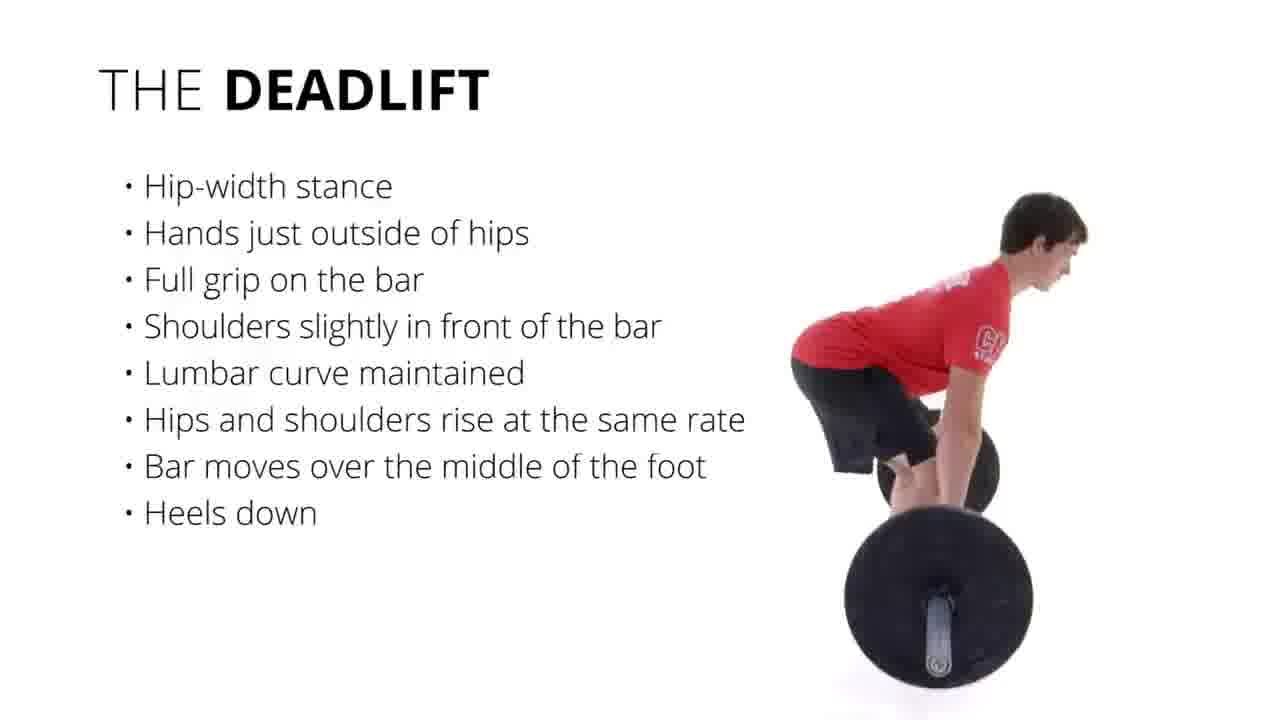 THE DEADLIFT
• Hip-width stance
• Hands just outside of hips
• Full grip on the bar
• Shoulders slightly in front of the bar
• Lumbar curve maintained
• Hips and shoulders rise at the same rate
• Bar moves over the middle of the foot
• Heels down